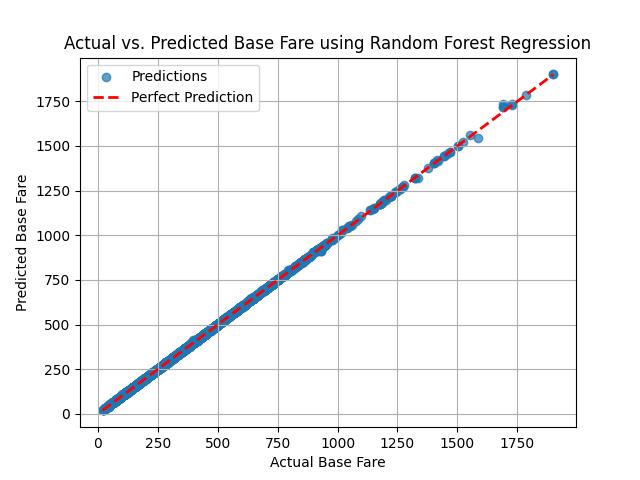 Actual vs. Predicted Base Fare using Random Forest Regression
Predictions
Perfect Prediction
1750
1500
1250
1000
750
500
250
0
Predicted Base Fare
0 250 500 750 1000 1250 1500 1750
Actual Base Fare